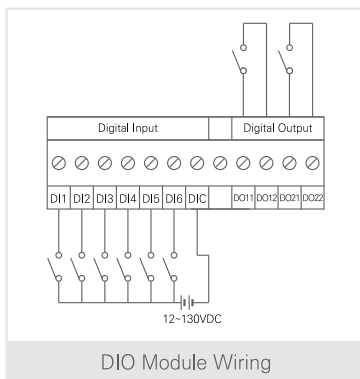 Digital Input Digital Output
DI1 DI2 DI3 DI4 DI5 DI6 DIC DO11 DO12 DO21 DO22
12~130VDC
DIO Module Wiring